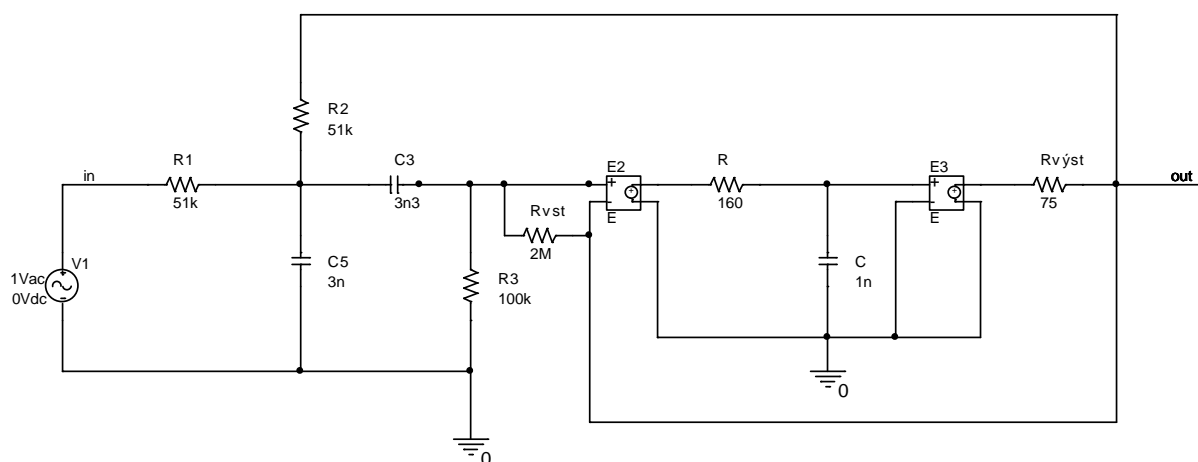 R2
51k
R1
C3
E2
R
E3
Rvýst
in
out
51k
3n3
E
160
E
75
Rvst
2M
V1
1Vac
0Vdc
C5
3n
R3
100k
C
1n
0
0